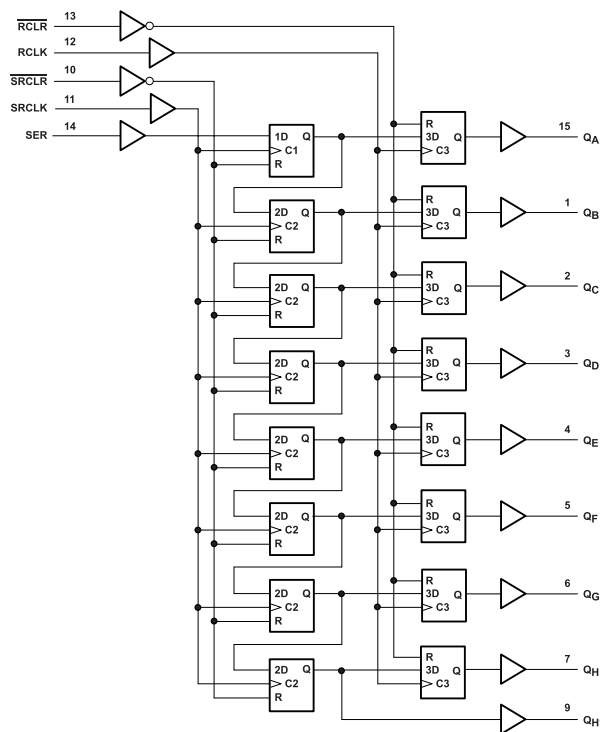 RCLR 13
RCLK 12
SRCLR 10
SRCLK 11
SER 14
1D Q
C1
R
R
3D Q
C3
15 QA
2D Q
C2
R
R
3D Q
C3
1 QB
2D Q
C2
R
R
3D Q
C3
2 QC
2D Q
C2
R
R
3D Q
C3
3 QD
2D Q
C2
R
R
3D Q
C3
4 QE
2D Q
C2
R
R
3D Q
C3
5 QF
2D Q
C2
R
R
3D Q
C3
6 QG
2D Q
C2
R
R
3D Q
C3
7 QH
9 QH